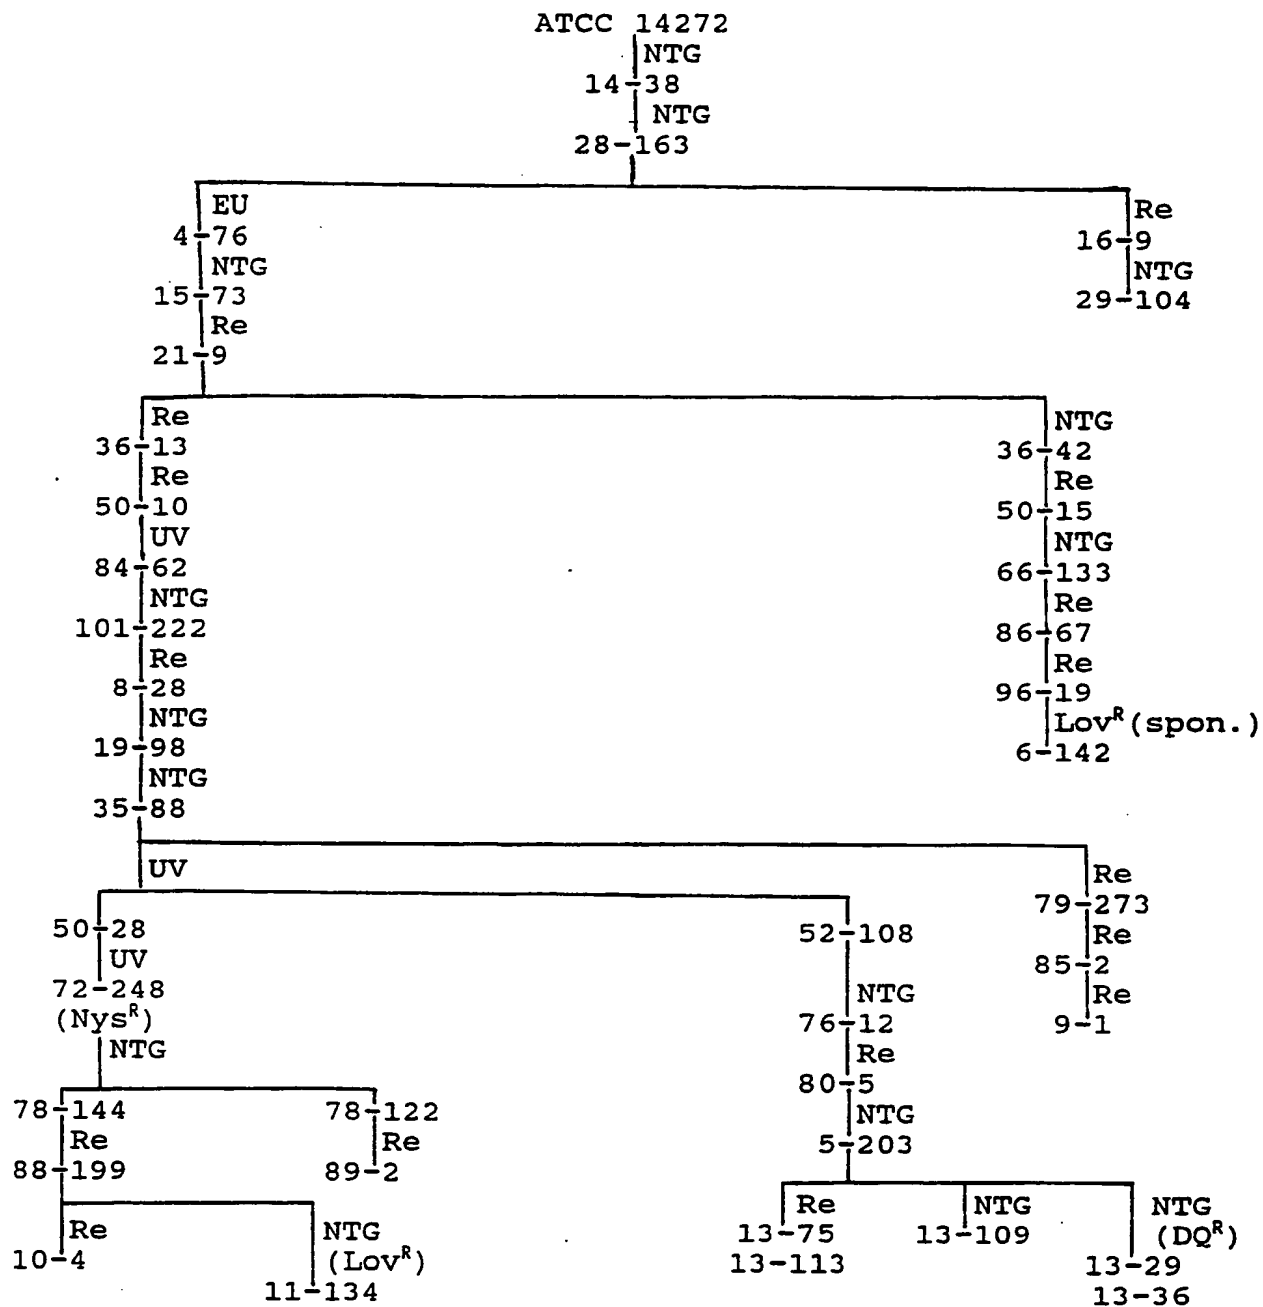 ATCC 14272
NTG
14-38
NTG
28-163
EU
4-76
NTG
15-73
Re
21-9
Re
16-9
NTG
29-104
Re
36-13
Re
50-10
UV
84-62
NTG
101-222
Re
8-28
NTG
19-98
NTG
35-88
NTG
36-42
Re
50-15
NTG
66-133
Re
86-67
Re
96-19
Lov^R (spon.)
6-142
UV
50-28
UV
72-248
(Nys^R)
NTG
78-144
Re
88-199
Re
10-4
NTG
(Lov^R)
11-134
78-122
Re
89-2
52-108
NTG
76-12
Re
80-5
NTG
5-203
Re
13-75
13-113
NTG
13-109
NTG
(DQ^R)
13-29
13-36
Re
79-273
Re
85-2
Re
9-1